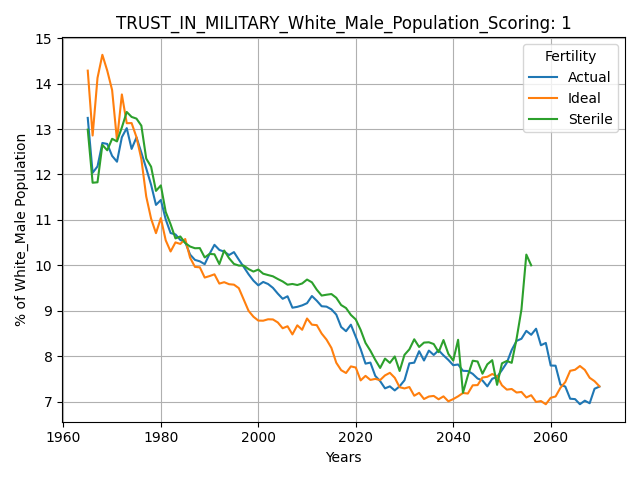 TRUST_IN_MILITARY_White_Male_Population_Scoring: 1
% of White_Male Population
15
14
13
12
11
10
9
8
7
Fertility
Actual
Ideal
Sterile
1960
1980
2000
2020
2040
2060
Years